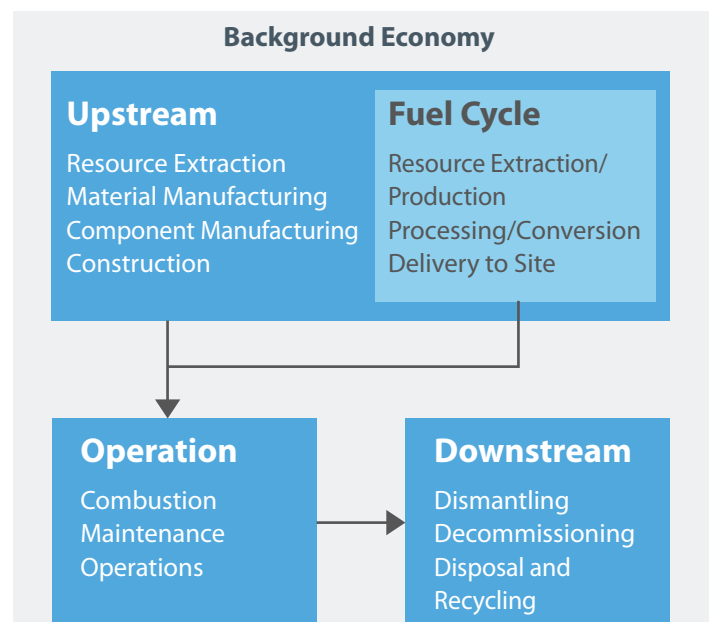 Background Economy
Upstream
Resource Extraction
Material Manufacturing
Component Manufacturing
Construction
Fuel Cycle
Resource Extraction/
Production
Processing/Conversion
Delivery to Site
Operation
Combustion
Maintenance
Operations
Downstream
Dismantling
Decommissioning
Disposal and
Recycling